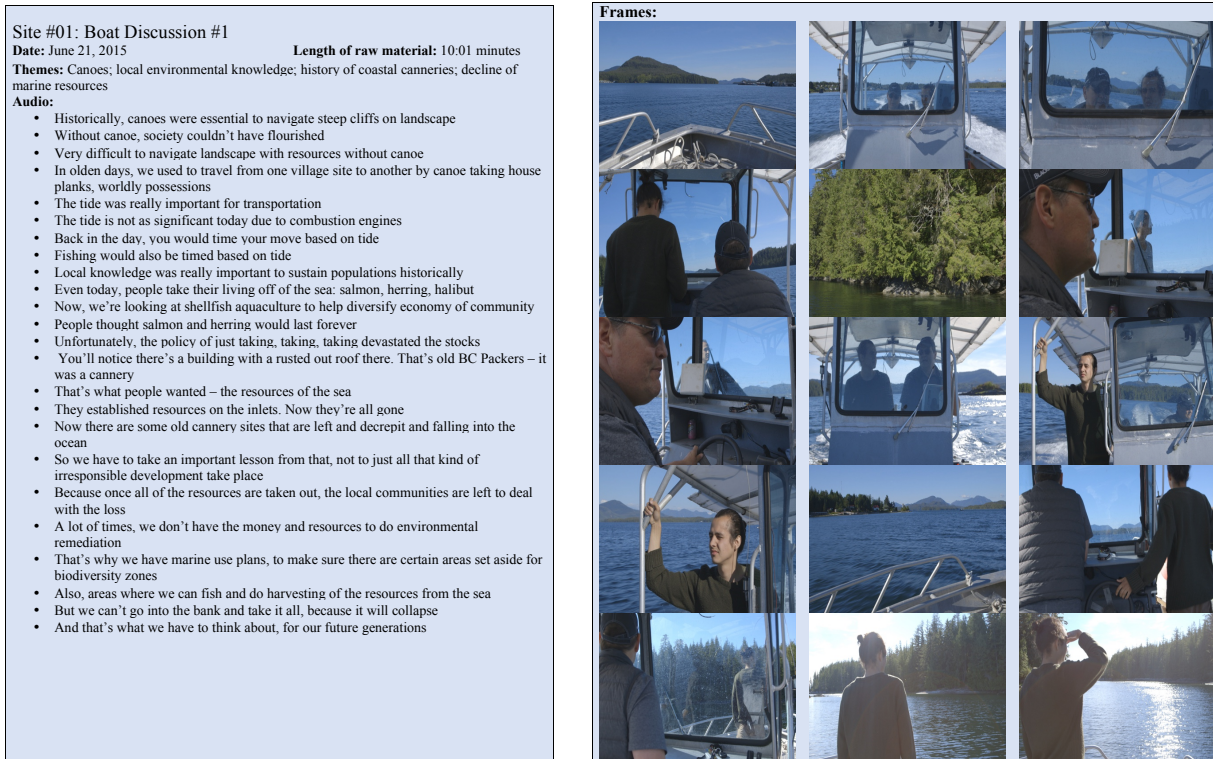 Site #01: Boat Discussion #1
Date: June 21, 2015 Length of raw material: 10:01 minutes
Themes: Canoes; local environmental knowledge; history of coastal canneries; decline of
marine resources
Audio:
• Historically, canoes were essential to navigate steep cliffs on landscape
• Without canoe, society couldn't have flourished
• Very difficult to navigate landscape with resources without canoe
• In olden days, we used to travel from one village site to another by canoe taking house
planks, worldly possessions
• The tide was really important for transportation
• The tide is not as significant today due to combustion engines
• Back in the day, you would time your move based on tide
• Fishing would also be timed based on tide
• Local knowledge was really important to sustain populations historically
• Even today, people take their living off of the sea: salmon, herring, halibut
• Now, we're looking at shellfish aquaculture to help diversify economy of community
• People thought salmon and herring would last forever
• Unfortunately, the policy of just taking, taking, taking devastated the stocks
• You'll notice there's a building with a rusted out roof there. That's old BC Packers – it
was a cannery
• That's what people wanted – the resources of the sea
• They established resources on the inlets. Now they're all gone
• Now there are some old cannery sites that are left and decrepit and falling into the
ocean
• So we have to take an important lesson from that, not to just all that kind of
irresponsible development take place
• Because once all of the resources are taken out, the local communities are left to deal
with the loss
• A lot of times, we don't have the money and resources to do environmental
remediation
• That's why we have marine use plans, to make sure there are certain areas set aside for
biodiversity zones
• Also, areas where we can fish and do harvesting of the resources from the sea
• But we can't go into the bank and take it all, because it will collapse
• And that's what we have to think about, for our future generations
Frames: